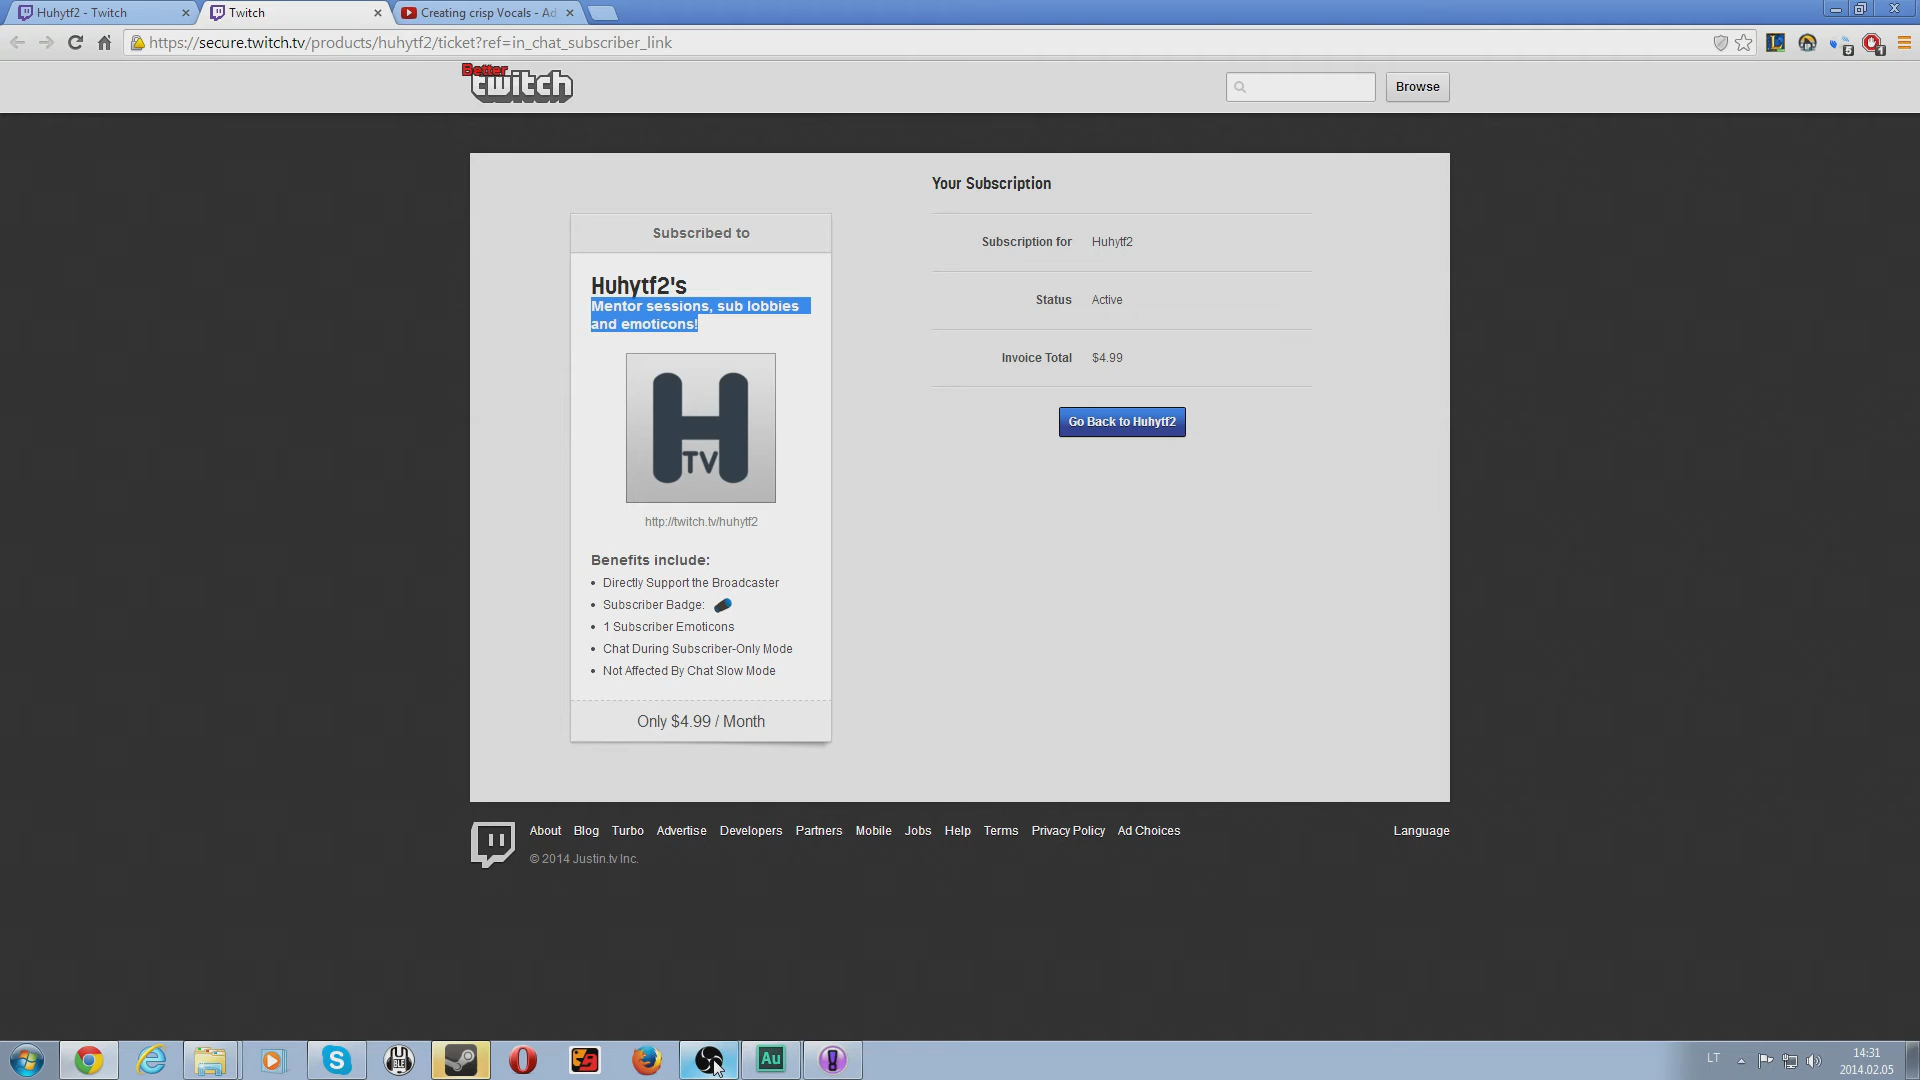 Huhytf2 - Twitch
Twitch
Creating crisp Vocals - Ad
https://secure.twitch.tv/products/huhytf2/ticket?ref=in_chat_subscriber_link
5
1
Better
twitch
Browse
Your Subscription
Subscribed to
Subscription for Huhytf2
Huhytf2's
Mentor sessions, sub lobbies
and emoticons!
Status Active
Invoice Total $4.99
Go Back to Huhytf2
H
TV
http://twitch.tv/huhytf2
Benefits include:
• Directly Support the Broadcaster
• Subscriber Badge:
• 1 Subscriber Emoticons
• Chat During Subscriber-Only Mode
• Not Affected By Chat Slow Mode
Only $4.99 / Month
About Blog Turbo Advertise Developers Partners Mobile Jobs Help Terms Privacy Policy Ad Choices Language
© 2014 Justin.tv Inc.
Au
LT
14:31
2014.02.05